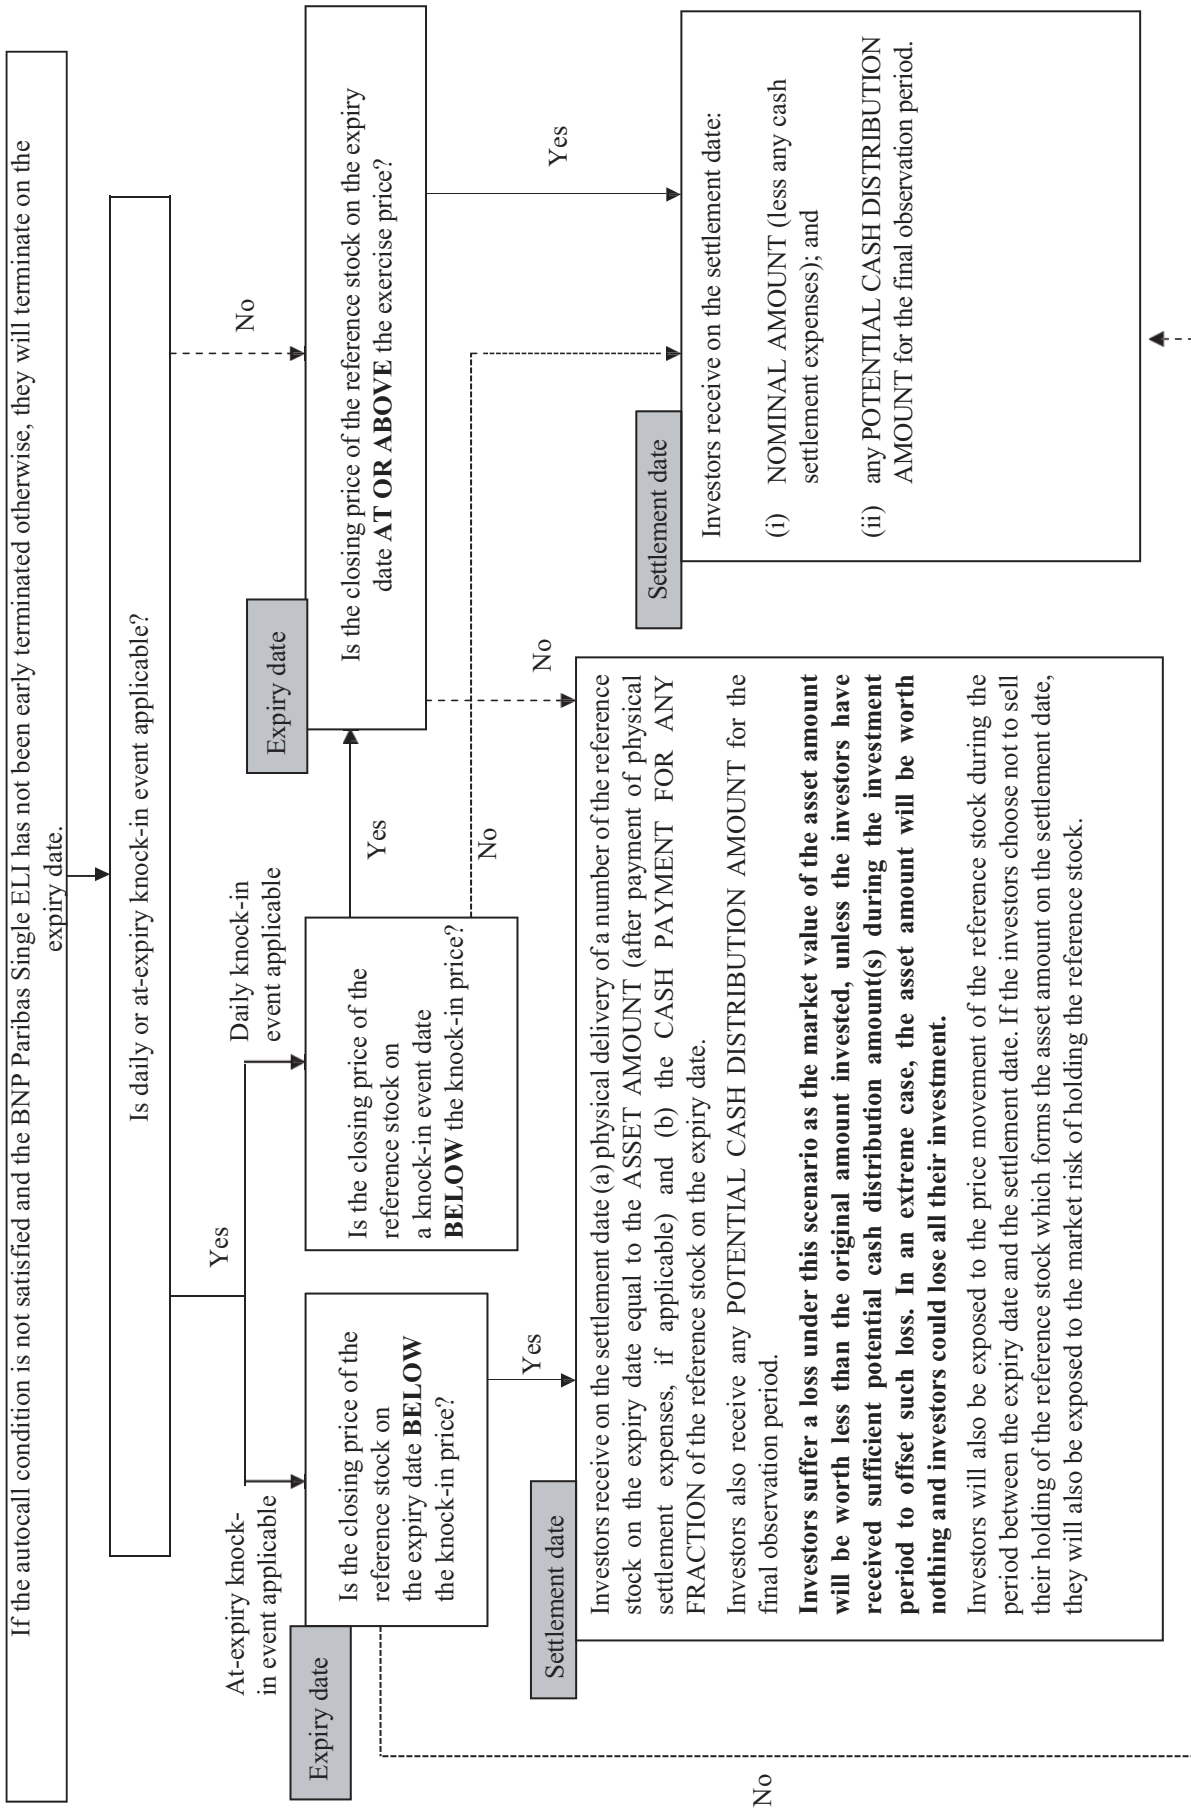 If the autocall condition is not satisfied and the BNP Paribas Single ELI has not been early terminated otherwise, they will terminate on the
expiry date.
Is daily or at-expiry knock-in event applicable?
Yes
No
At-expiry knock-
in event applicable
Daily knock-in
event applicable
Expiry date
Is the closing price of the
reference stock on
the expiry date BELOW
the knock-in price?
Is the closing price of the
reference stock on
a knock-in event date
BELOW the knock-in price?
Yes
No
Expiry date
Is the closing price of the reference stock on the expiry
date AT OR ABOVE the exercise price?
Yes
No
Yes
No
Settlement date
Investors receive on the settlement date (a) physical delivery of a number of the reference
stock on the expiry date equal to the ASSET AMOUNT (after payment of physical
settlement expenses, if applicable) and (b) the CASH PAYMENT FOR ANY
FRACTION of the reference stock on the expiry date.
Investors also receive any POTENTIAL CASH DISTRIBUTION AMOUNT for the
final observation period.
Investors suffer a loss under this scenario as the market value of the asset amount
will be worth less than the original amount invested, unless the investors have
received sufficient potential cash distribution amount(s) during the investment
period to offset such loss. In an extreme case, the asset amount will be worth
nothing and investors could lose all their investment.
Investors will also be exposed to the price movement of the reference stock during the
period between the expiry date and the settlement date. If the investors choose not to sell
their holding of the reference stock which forms the asset amount on the settlement date,
they will also be exposed to the market risk of holding the reference stock.
Settlement date
Investors receive on the settlement date:
(i) NOMINAL AMOUNT (less any cash
settlement expenses); and
(ii) any POTENTIAL CASH DISTRIBUTION
AMOUNT for the final observation period.